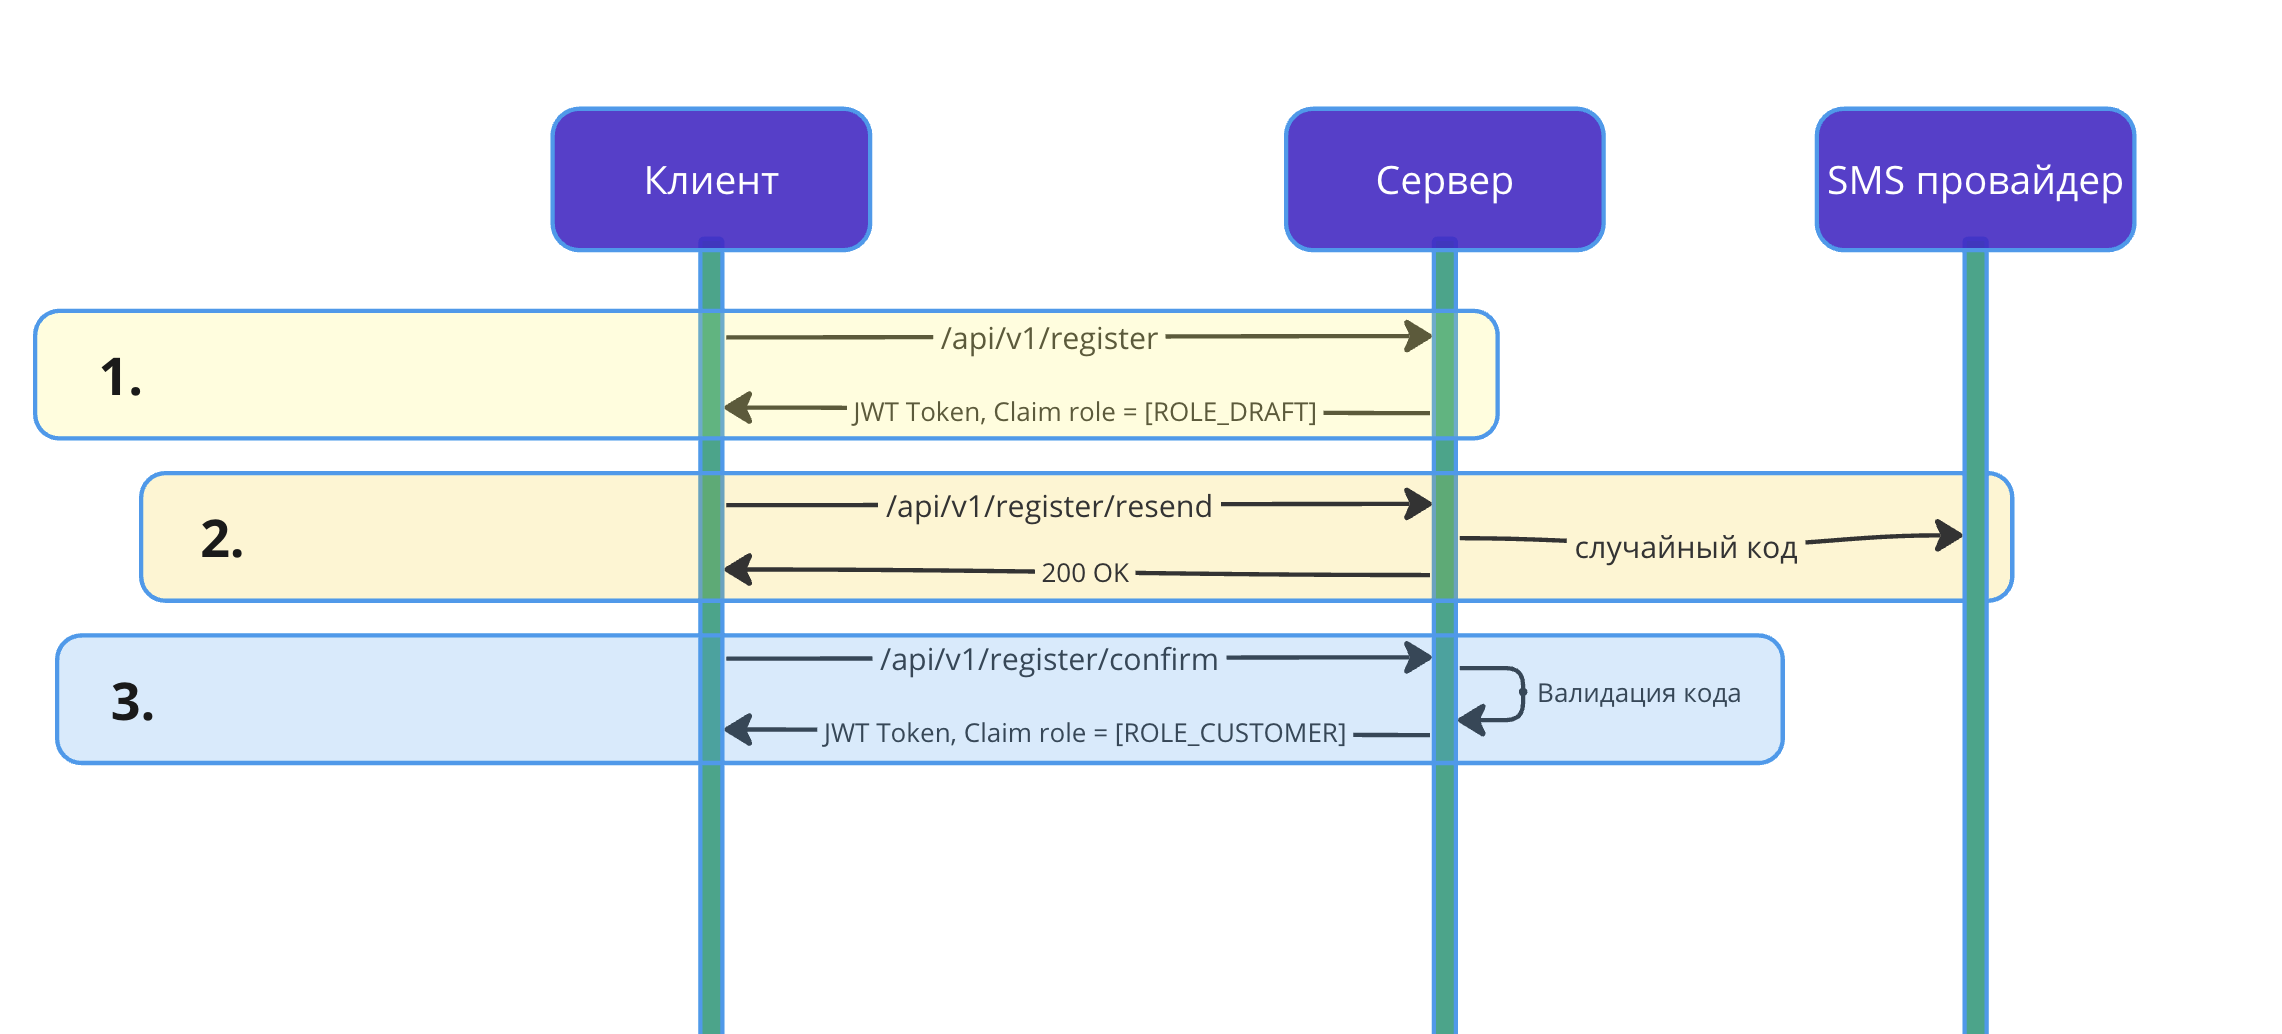 Клиент
Сервер
SMS провайдер
1.
/api/v1/register
JWT Token, Claim role = [ROLE_DRAFT]
2.
/api/v1/register/resend
случайный код
200 OK
3.
/api/v1/register/confirm
Валидация кода
JWT Token, Claim role = [ROLE_CUSTOMER]